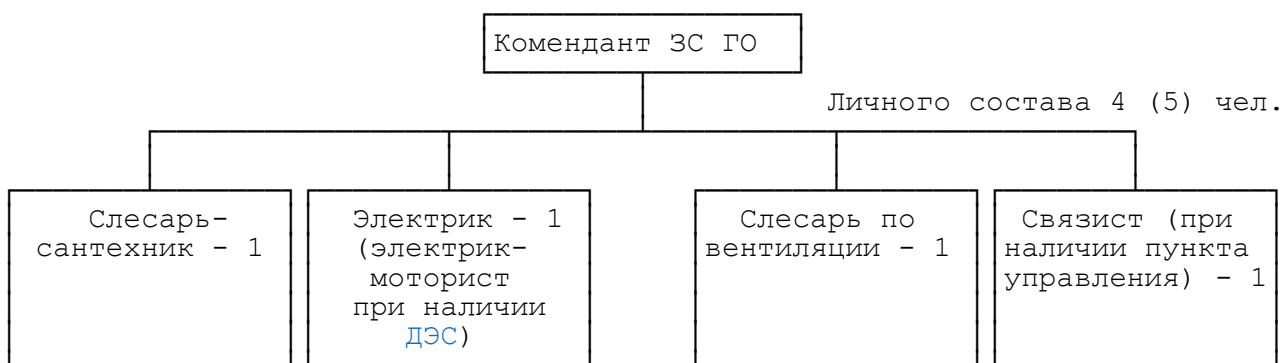 Комендант ЗС ГО
Личного состава 4 (5) чел.
Слесарь-
сантехник - 1
Электрик - 1
(электрик-
моторист
при наличии
ДЭС)
Слесарь по
вентиляции - 1
Связист (при
наличии пункта
управления) - 1